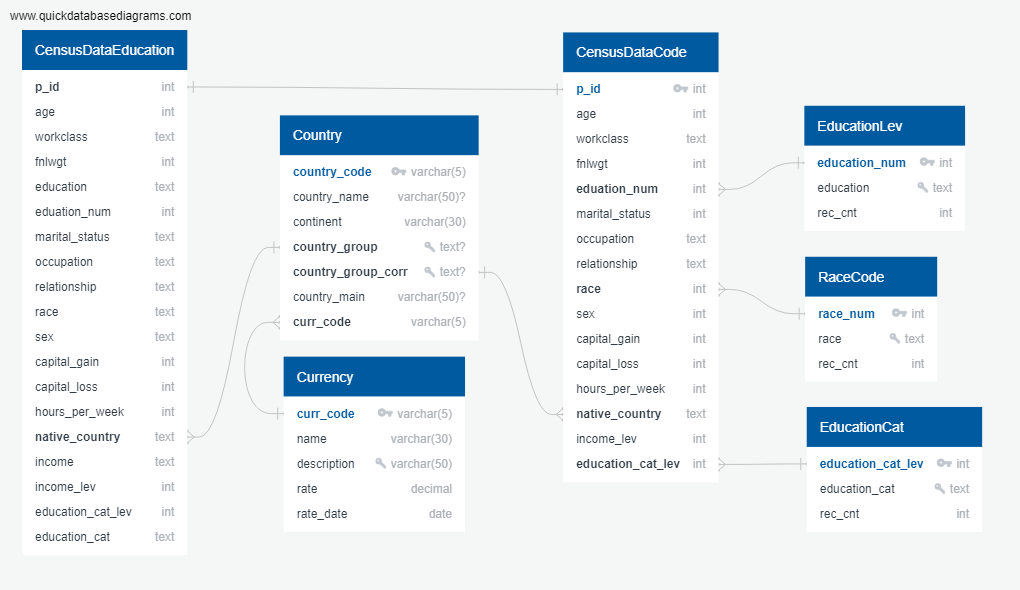 www.quickdatabasediagrams.com
CensusDataEducation
p_id int
age int
workclass text
fnlwgt int
education text
eduation_num int
marital_status text
occupation text
relationship text
race text
sex text
capital_gain int
capital_loss int
hours_per_week int
native_country text
income text
income_lev int
education_cat_lev int
education_cat text
Country
country_code varchar(5)
country_name varchar(50)?
continent varchar(30)
country_group text?
country_group_corr text?
country_main varchar(50)?
curr_code varchar(5)
Currency
curr_code varchar(5)
name varchar(30)
description varchar(50)
rate decimal
rate_date date
CensusDataCode
p_id int
age int
workclass text
fnlwgt int
eduation_num int
marital_status text
occupation text
relationship text
race int
sex int
capital_gain int
capital_loss int
hours_per_week int
native_country text
income_lev int
education_cat_lev int
EducationLev
education_num int
education text
rec_cnt int
RaceCode
race_num int
race text
rec_cnt int
EducationCat
education_cat_lev int
education_cat text
rec_cnt int